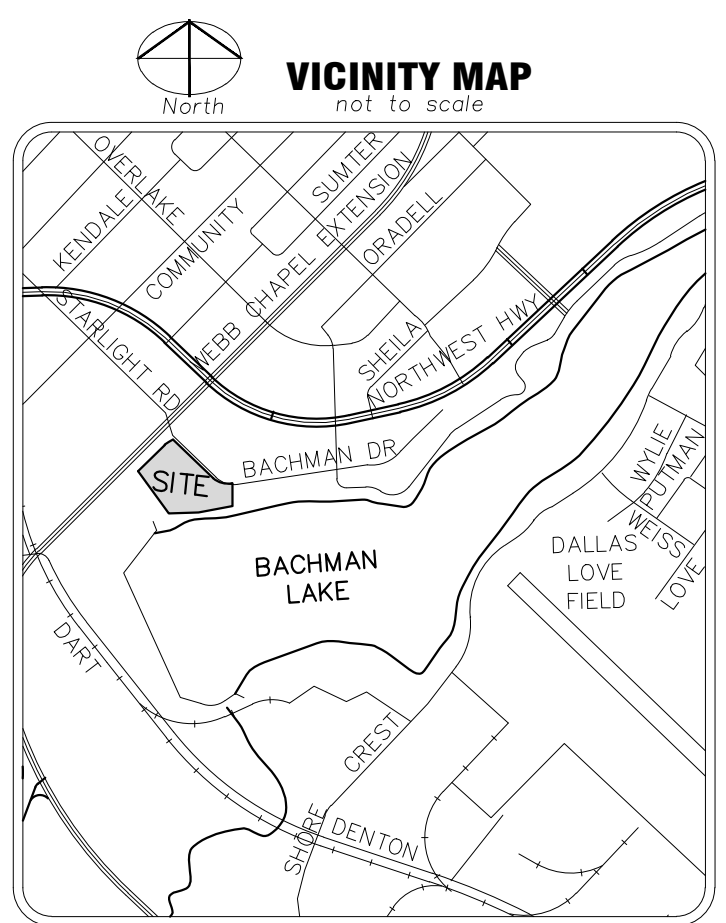 VICINITY MAP
North
not to scale
OVERLAKE
SUMTER
KENDALE
COMMUNITY
WEBB CHAPEL EXTENSION
ORADELL
STARLIGHT RD
SHEILA
NORTHWEST HWY
BACHMAN DR
SITE
WYLIE
PUTMAN
WEISS
LOVE
DALLAS
LOVE
FIELD
BACHMAN
LAKE
DART
SHORE CREST
DENTON